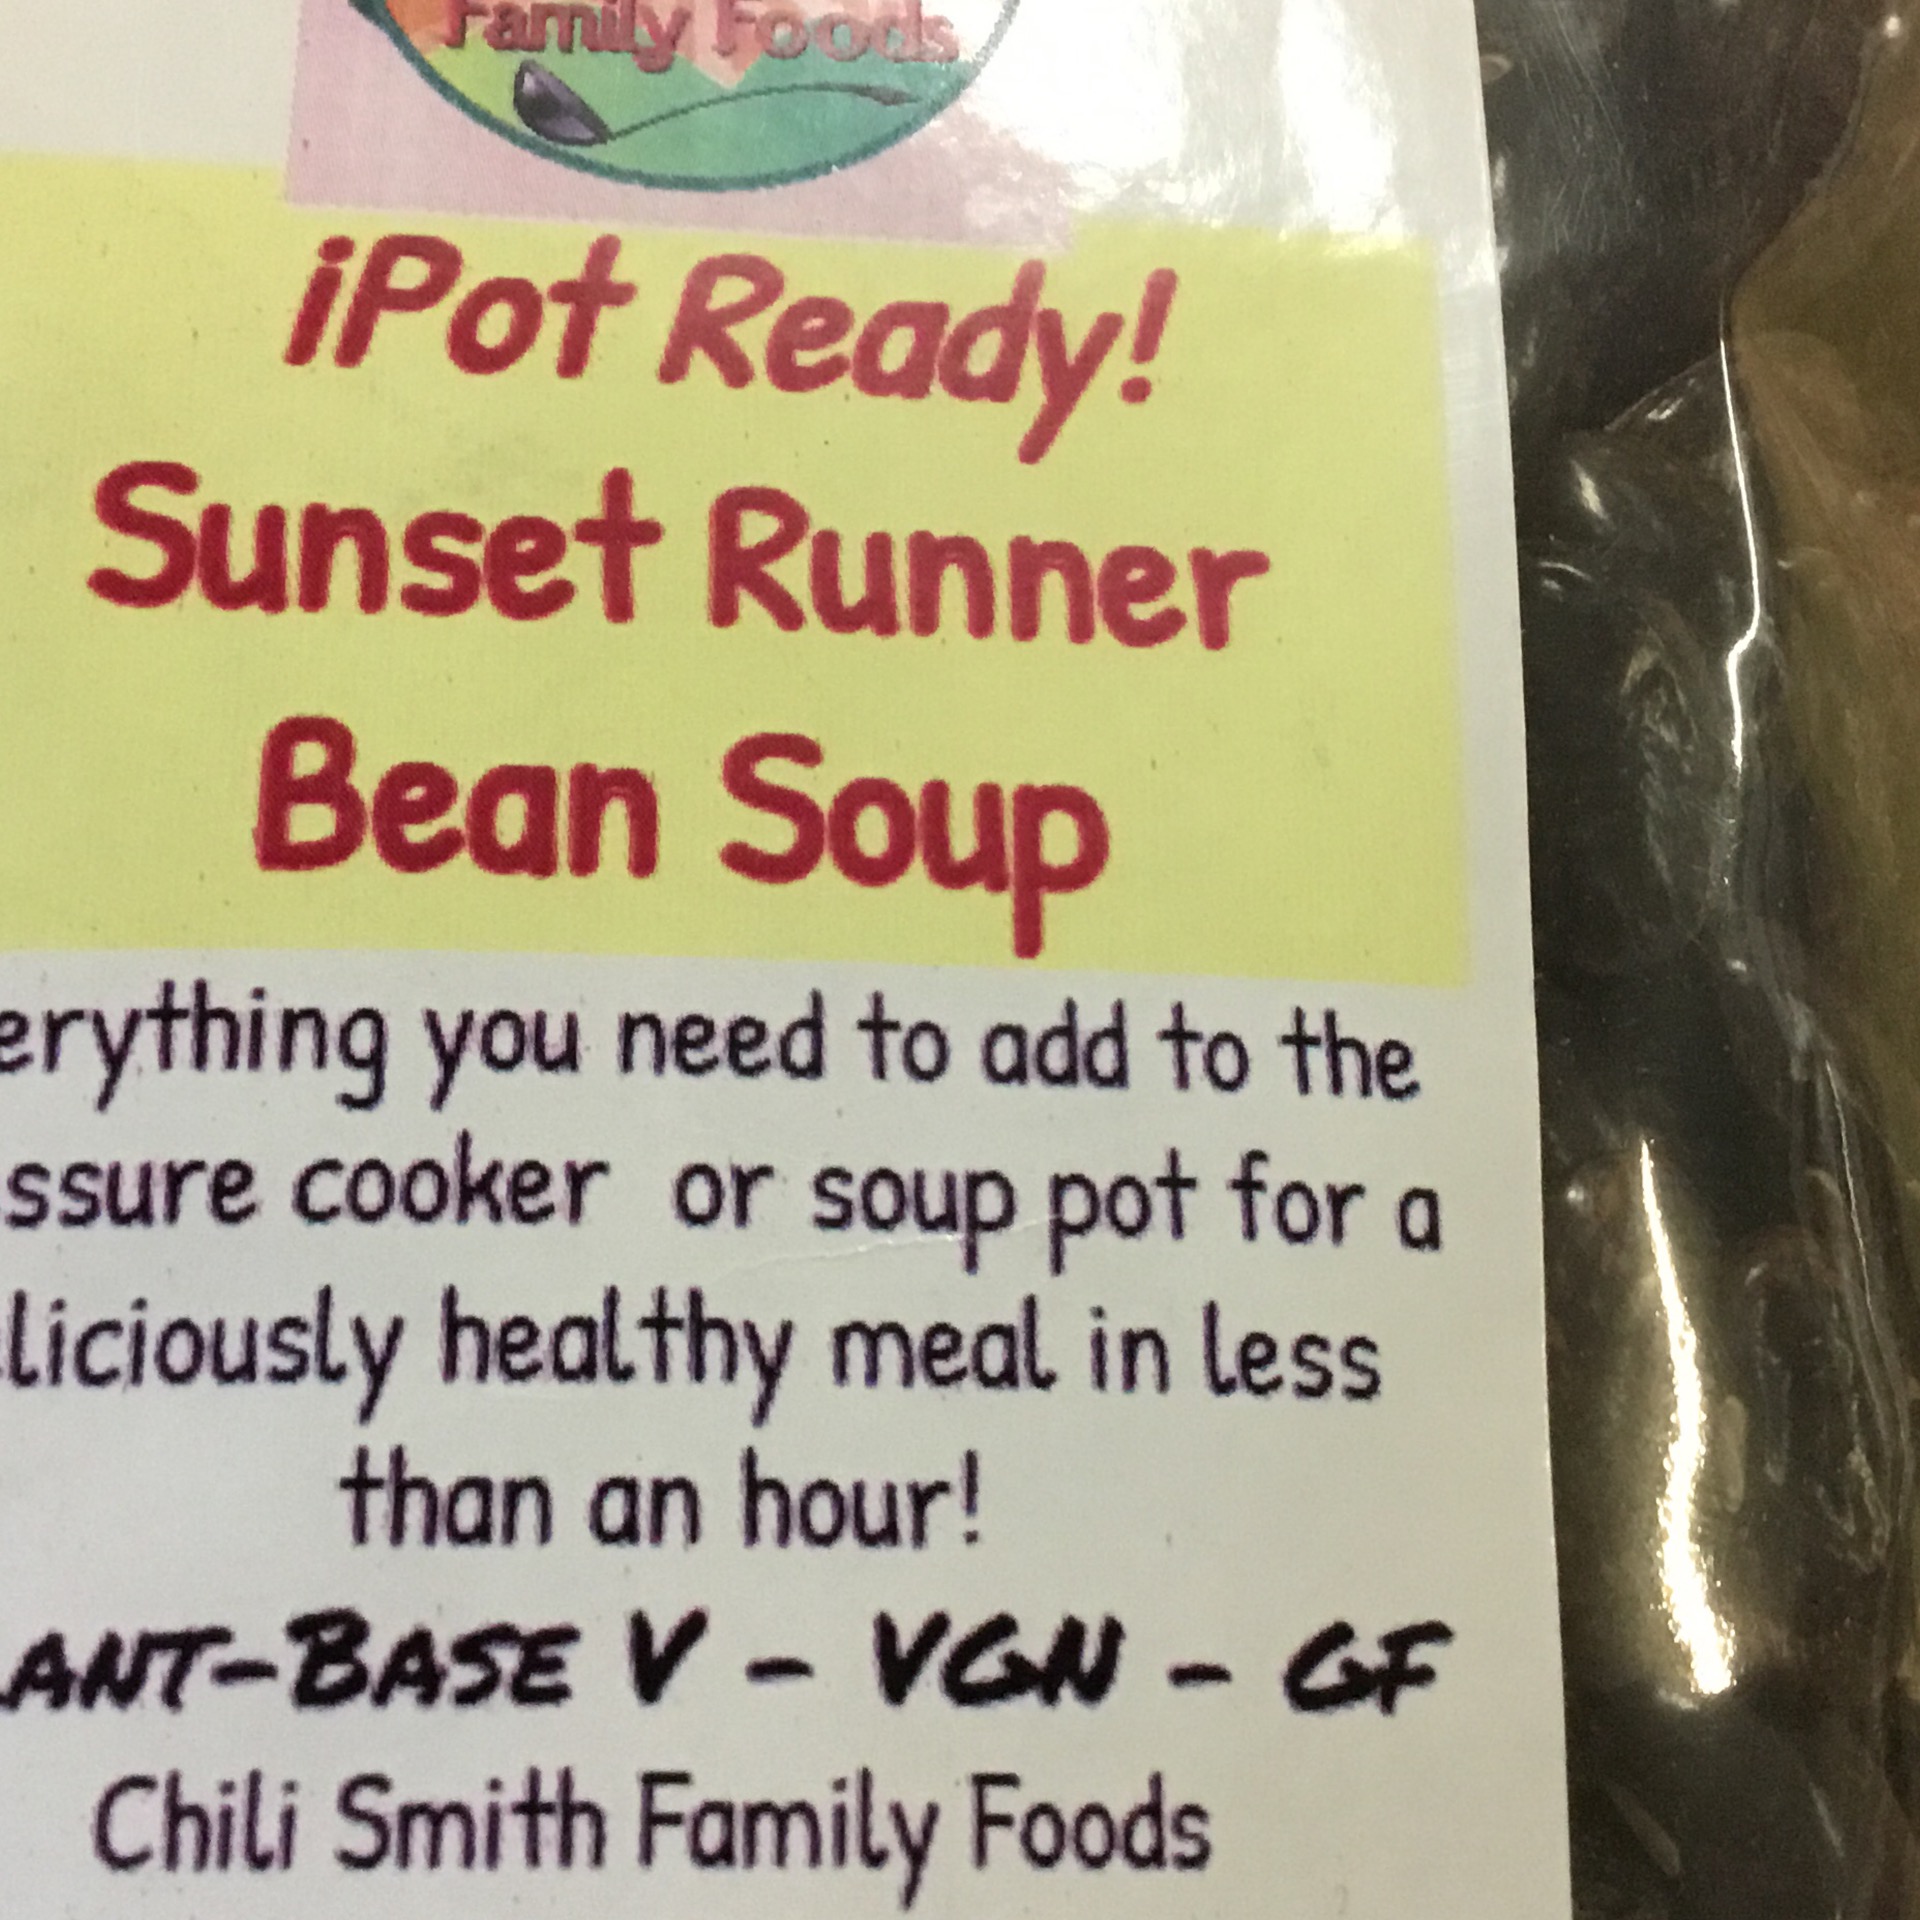 Family Foods
iPot Ready!
Sunset Runner
Bean Soup
erything you need to add to the
ssure cooker or soup pot for a
liciously healthy meal in less
than an hour!
ANT-BASE V - VGN - GF
Chili Smith Family Foods